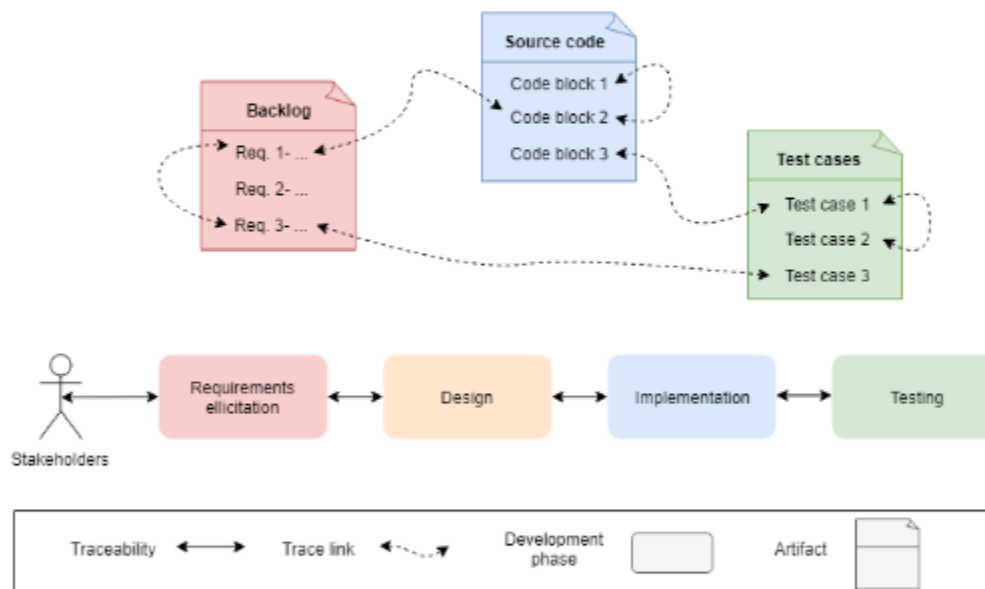 Source code
Code block 1
Code block 2
Code block 3
Backlog
Req. 1- ...
Req. 2- ...
Req. 3- ...
Test cases
Test case 1
Test case 2
Test case 3
Stakeholders
Requirements
ellicitation
Design
Implementation
Testing
Traceability
Trace link
Development
phase
Artifact